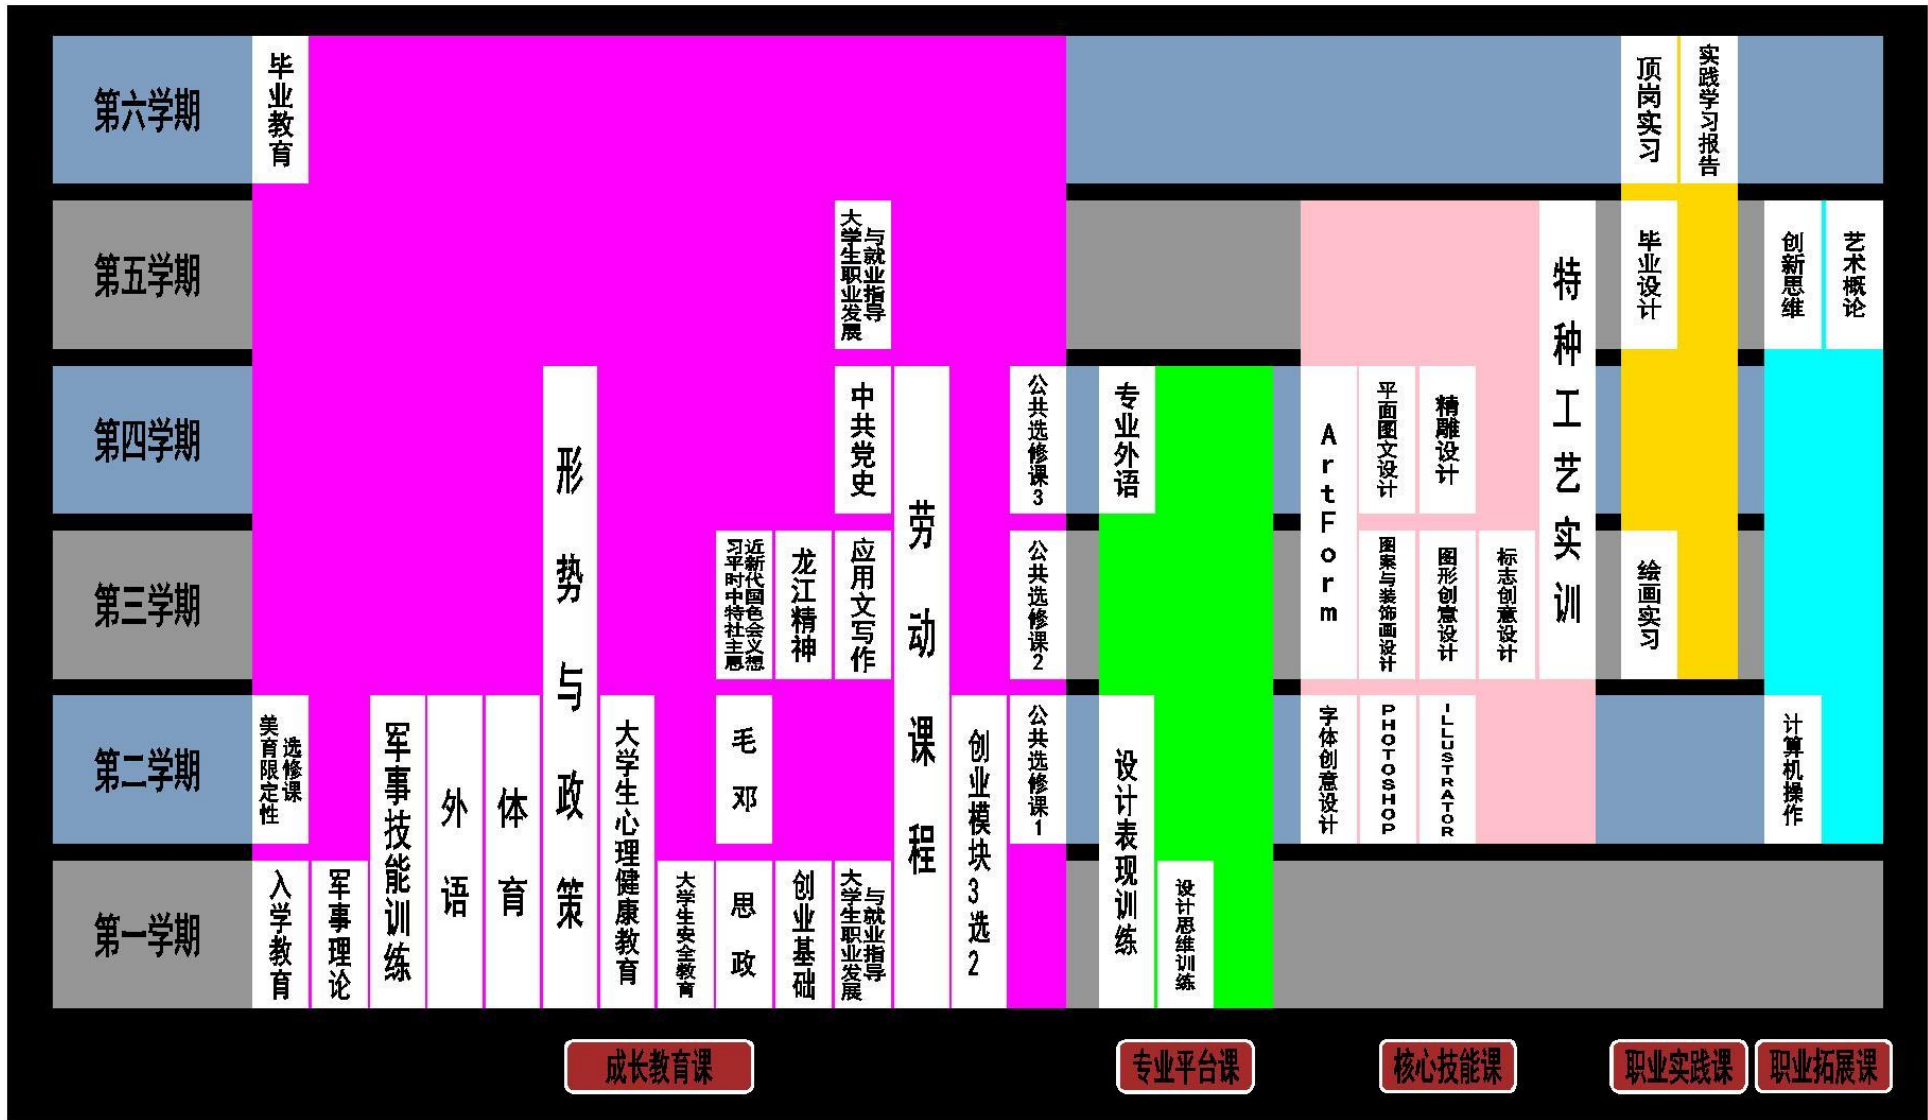 第六学期
毕业教育
顶岗实习
实践学习报告
第五学期
大学生职业发展
与就业指导
特种工艺实训
毕业设计
创新思维
艺术概论
第四学期
形势与政策
中共党史
劳动课程
公共选修课3
专业外语
ArtForm
平面图文设计
精雕设计
第三学期
习平时中特社主思
近新代国色会义想
龙江精神
应用文写作
公共选修课2
图案与装饰画设计
图形创意设计
标志创意设计
绘画实习
第二学期
美育限定性
选修课
军事技能训练
外语
体育
大学生心理健康教育
毛邓
创业模块3选2
公共选修课1
设计表现训练
字体创意设计
PHOTOSHOP
ILLUSTRATOR
计算机操作
第一学期
入学教育
军事理论
大学生安全教育
思政
创业基础
大学生职业发展
与就业指导
设计思维训练
成长教育课
专业平台课
核心技能课
职业实践课
职业拓展课